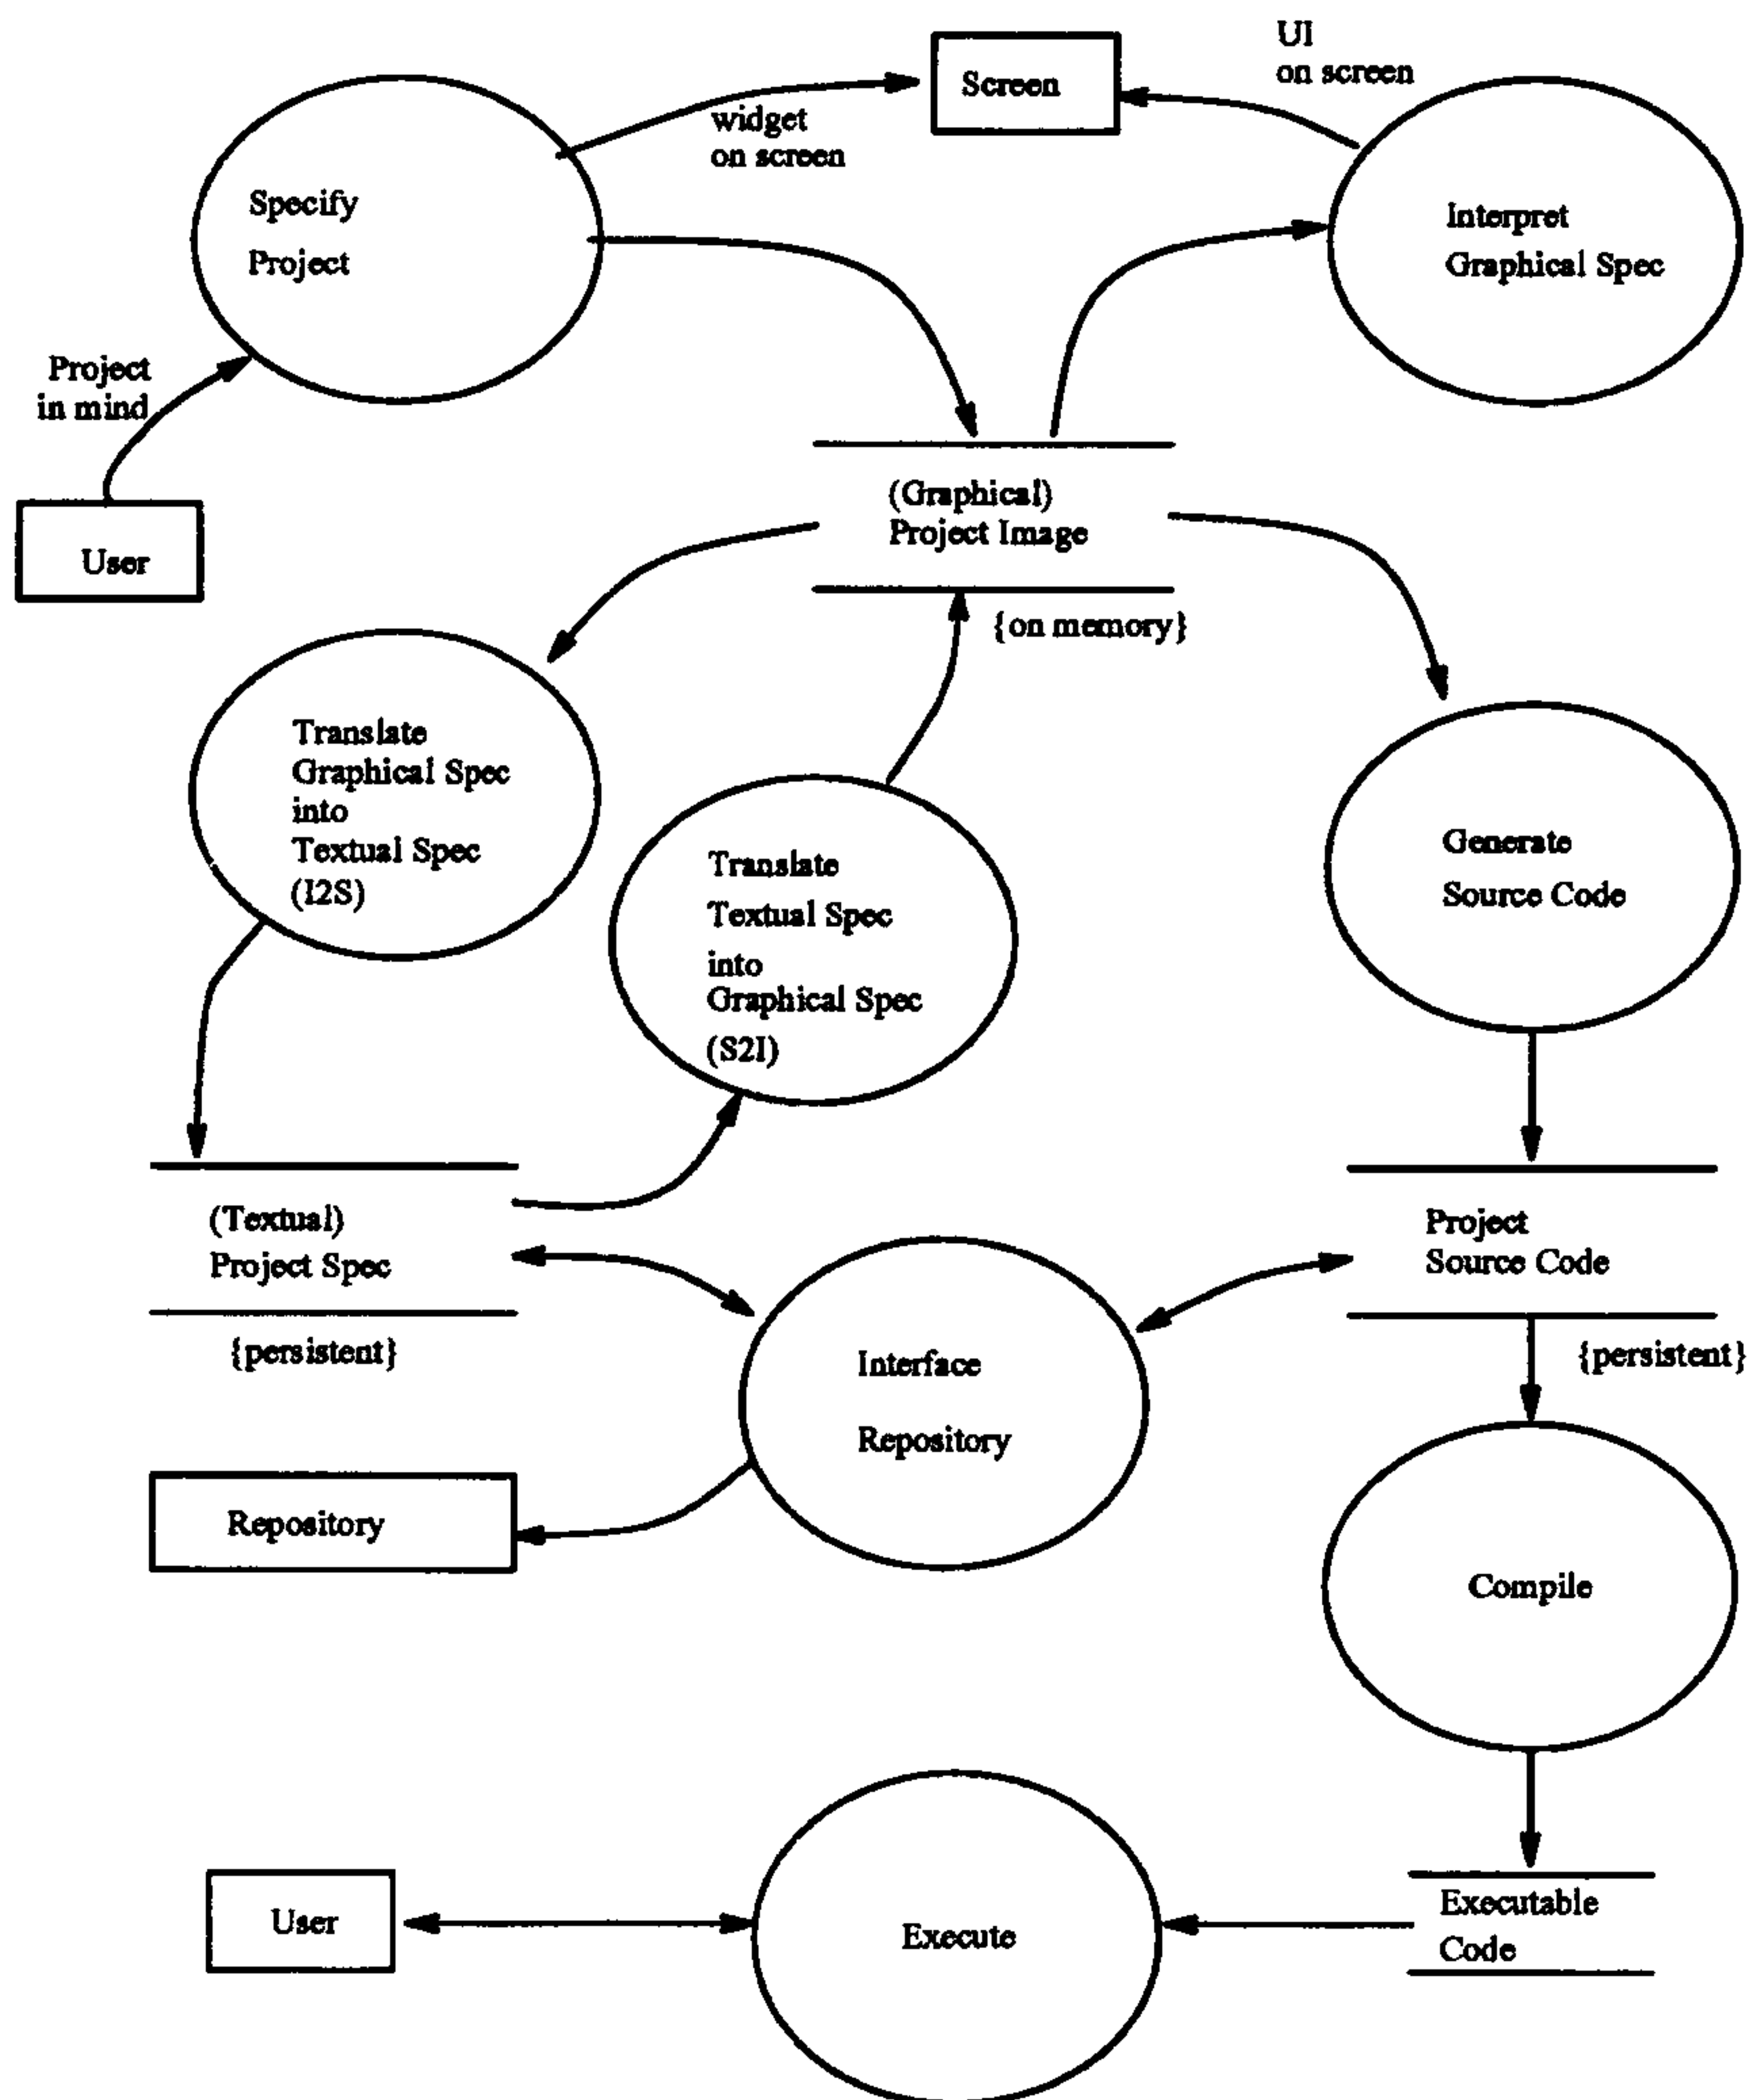 UI
on screen
Screen
widget
on screen
Specify
Project
Interpret
Graphical Spec
Project
in mind
User
(Graphical)
Project Image
{on memory}
Translate
Graphical Spec
into
Textual Spec
(I2S)
Translate
Textual Spec
into
Graphical Spec
(S2I)
Generate
Source Code
(Textual)
Project Spec
{persistent}
Project
Source Code
{persistent}
Interface
Repository
Repository
Compile
Executable
Code
Execute
User